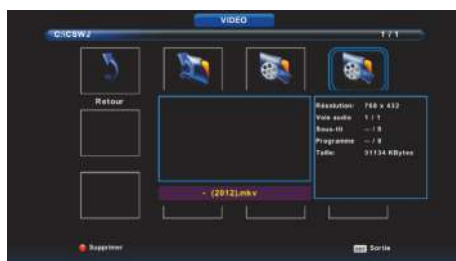 VIDEO
C:\CSWJ 1 / 1
Retour
Résolution: 768 x 432
Voie audio 1 / 1
Sous-titl -- / 0
Programme -- / 0
Taille: 31134 KBytes
- (2012).mkv
Supprimer Sortie